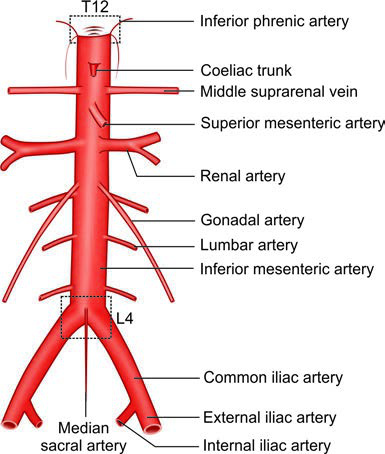 T12
Inferior phrenic artery
Coeliac trunk
Middle suprarenal vein
Superior mesenteric artery
Renal artery
Gonadal artery
Lumbar artery
Inferior mesenteric artery
L4
Common iliac artery
External iliac artery
Median
sacral artery
Internal iliac artery